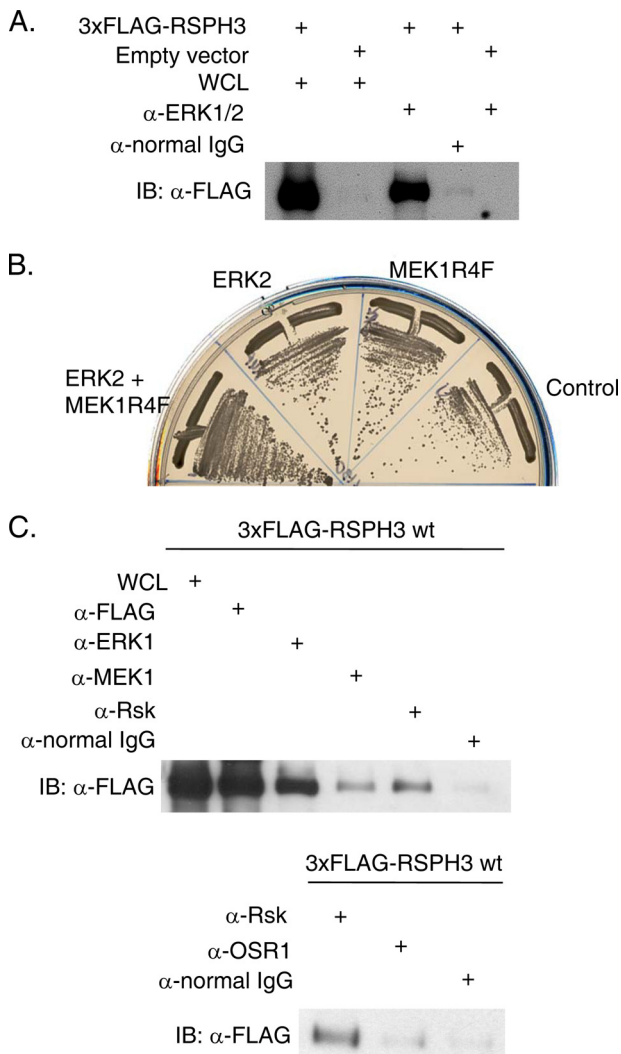 A.
3xFLAG-RSPH3 + + +
Empty vector + +
WCL + +
α-ERK1/2 + +
α-normal IgG +
IB: α-FLAG
B.
ERK2
MEK1R4F
ERK2 +
MEK1R4F
Control
C.
3xFLAG-RSPH3 wt
WCL +
α-FLAG +
α-ERK1 +
α-MEK1 +
α-Rsk +
α-normal IgG +
IB: α-FLAG
3xFLAG-RSPH3 wt
α-Rsk +
α-OSR1 +
α-normal IgG +
IB: α-FLAG